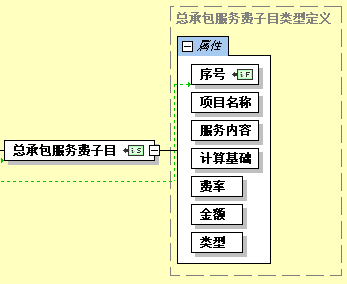 总承包服务费子目类型定义
属性
序号 iF
项目名称
服务内容
总承包服务费子目 iS
计算基础
费率
金额
类型